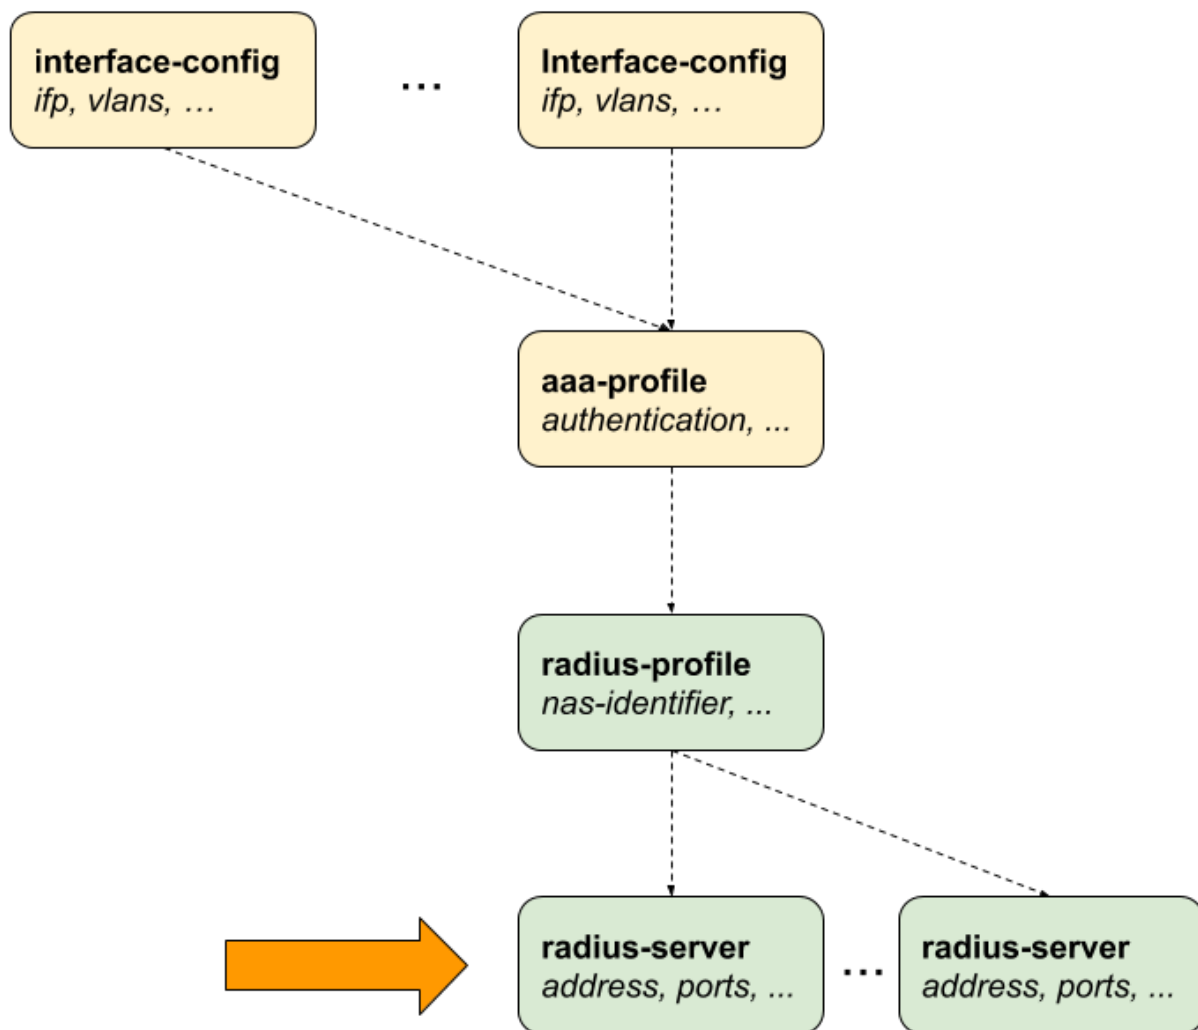 interface-config
ifp, vlans, …
...
Interface-config
ifp, vlans, …
aaa-profile
authentication, ...
radius-profile
nas-identifier, ...
radius-server
address, ports, ...
...
radius-server
address, ports, ...